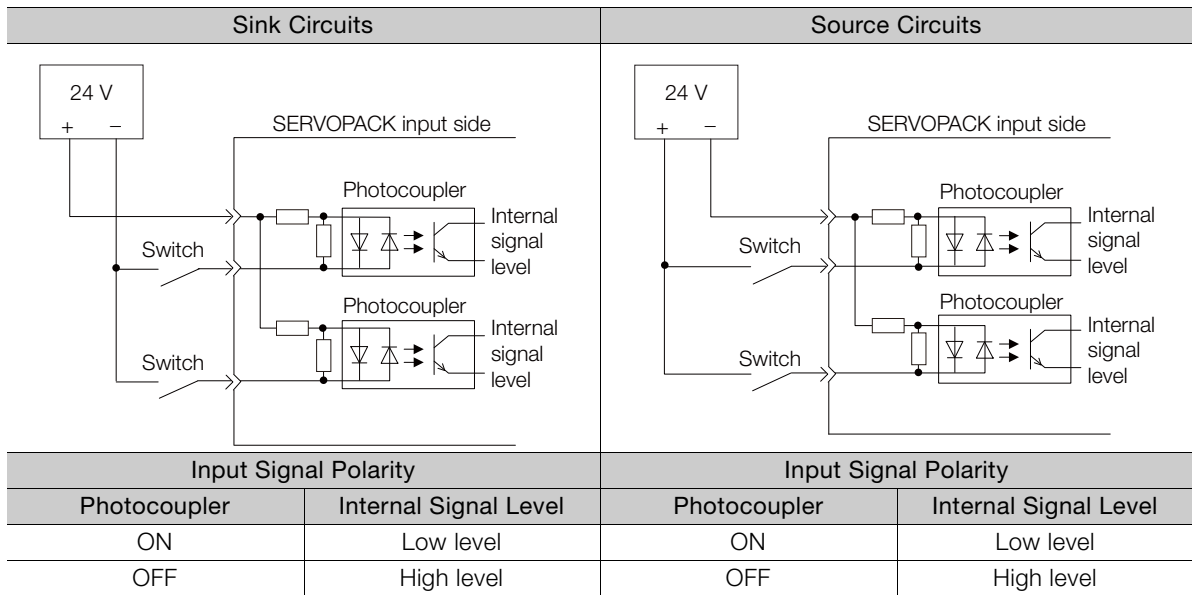 Sink Circuits
Source Circuits
24 V
+ −
SERVOPACK input side
Photocoupler
Internal
signal
level
Switch
Photocoupler
Internal
signal
level
Switch
24 V
+ −
SERVOPACK input side
Photocoupler
Internal
signal
level
Switch
Photocoupler
Internal
signal
level
Switch
Input Signal Polarity
Input Signal Polarity
Photocoupler Internal Signal Level Photocoupler Internal Signal Level
ON Low level ON Low level
OFF High level OFF High level